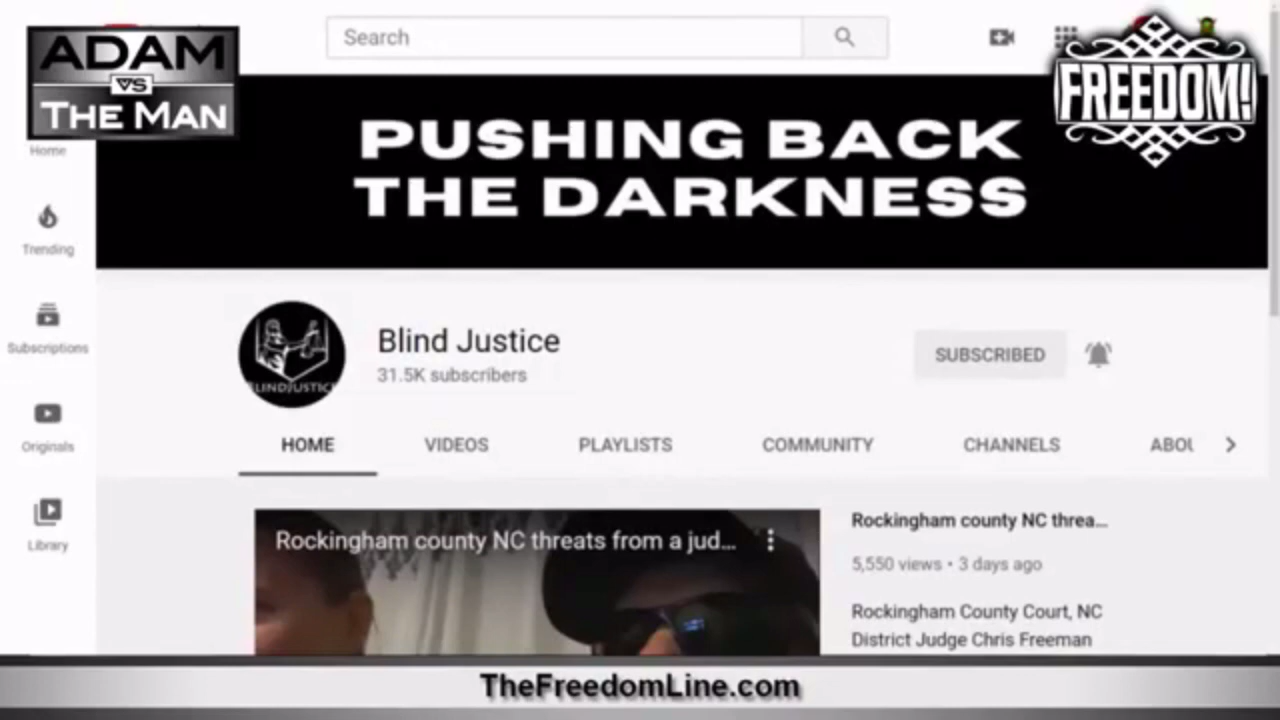 ADAM
VS
THE MAN
Search
FREEDOM!
PUSHING BACK
THE DARKNESS
Home
Trending
Subscriptions
Originals
Library
BLINDJUSTICE
Blind Justice
31.5K subscribers
SUBSCRIBED
HOME
VIDEOS
PLAYLISTS
COMMUNITY
CHANNELS
ABOU
Rockingham county NC threats from a jud...
Rockingham county NC threa...
5,550 views • 3 days ago
Rockingham County Court, NC
District Judge Chris Freeman
TheFreedomLine.com